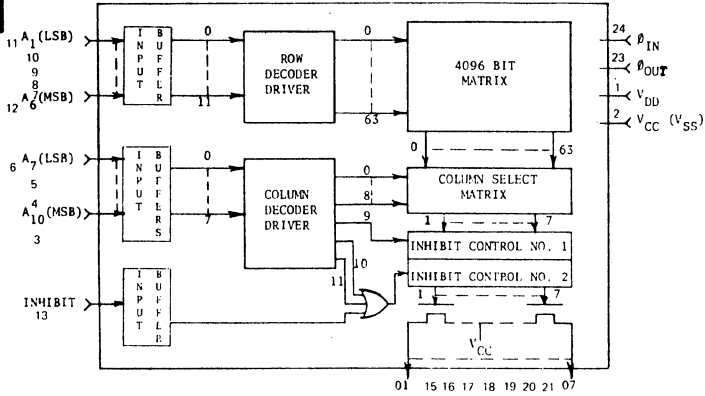 11 A1(LSB)
10
9
8
7
12 A6(MSB)
INPUT BUFFER
0
11
ROW DECODER DRIVER
0
63
4096 BIT MATRIX
24 ØIN
23 ØOUT
1 VDD
2 VCC (VSS)
0
63
6 A7(LSB)
5
4
A10(MSB)
3
INPUT BUFFERS
0
7
COLUMN DECODER DRIVER
0
8
9
10
11
COLUMN SELECT MATRIX
1
7
INHIBIT CONTROL NO. 1
INHIBIT CONTROL NO. 2
1
7
INHIBIT
13
INPUT BUFFER
VCC
01 15 16 17 18 19 20 21 07